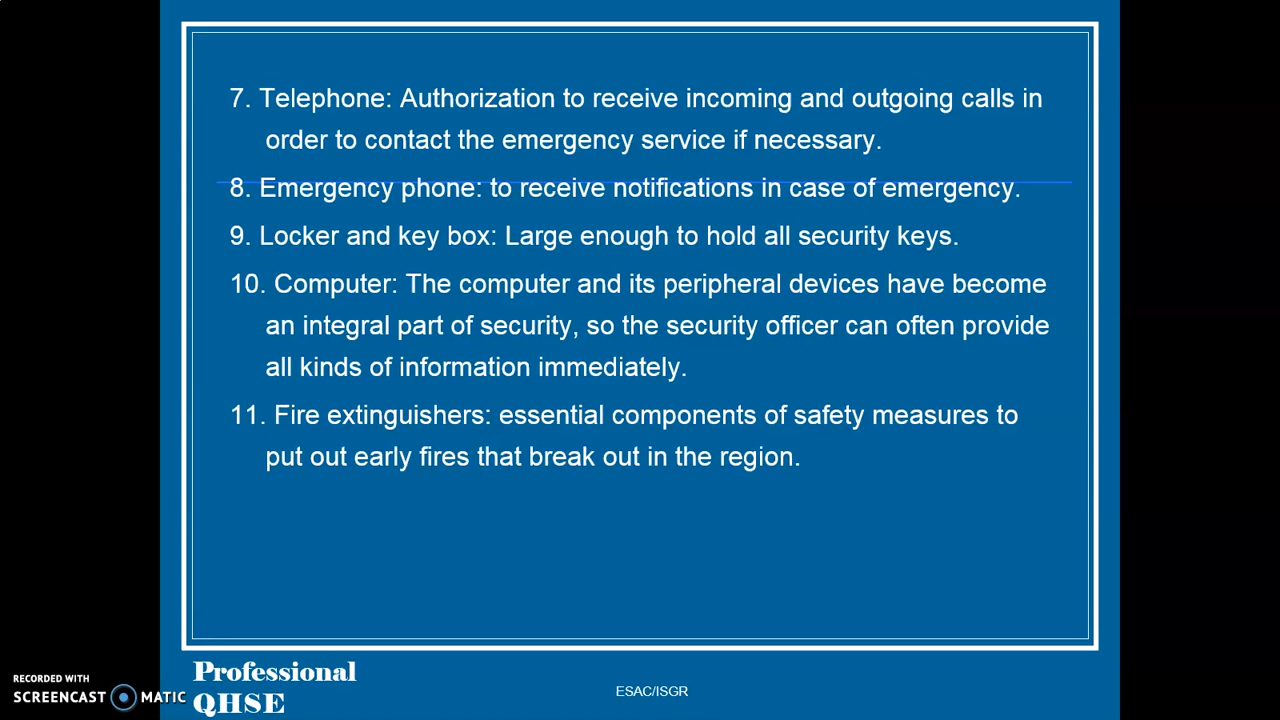 7. Telephone: Authorization to receive incoming and outgoing calls in
order to contact the emergency service if necessary.
8. Emergency phone: to receive notifications in case of emergency.
9. Locker and key box: Large enough to hold all security keys.
10. Computer: The computer and its peripheral devices have become
an integral part of security, so the security officer can often provide
all kinds of information immediately.
11. Fire extinguishers: essential components of safety measures to
put out early fires that break out in the region.
Professional
QHSE
ESAC/ISGR
RECORDED WITH
SCREENCAST MATIC